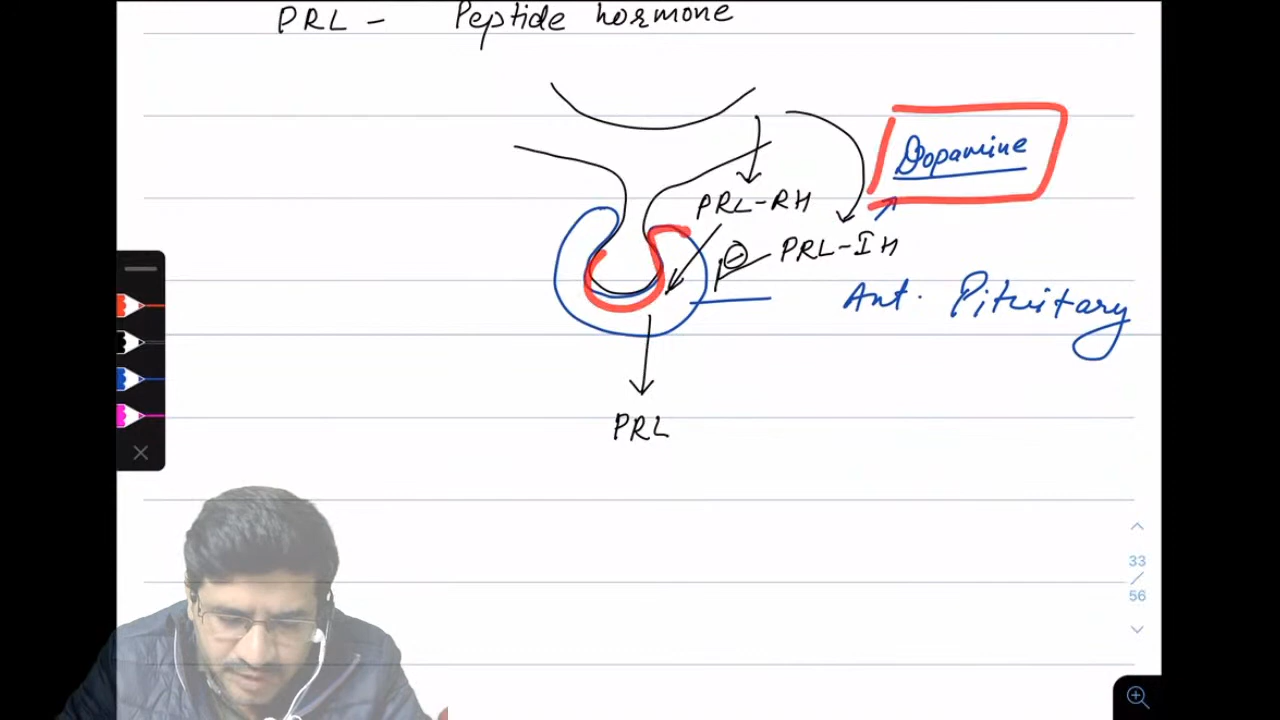 PRL - Peptide hormone
Dopamine
PRL-RH
PRL-IH
Ant. Pituitary
PRL
33
/
56